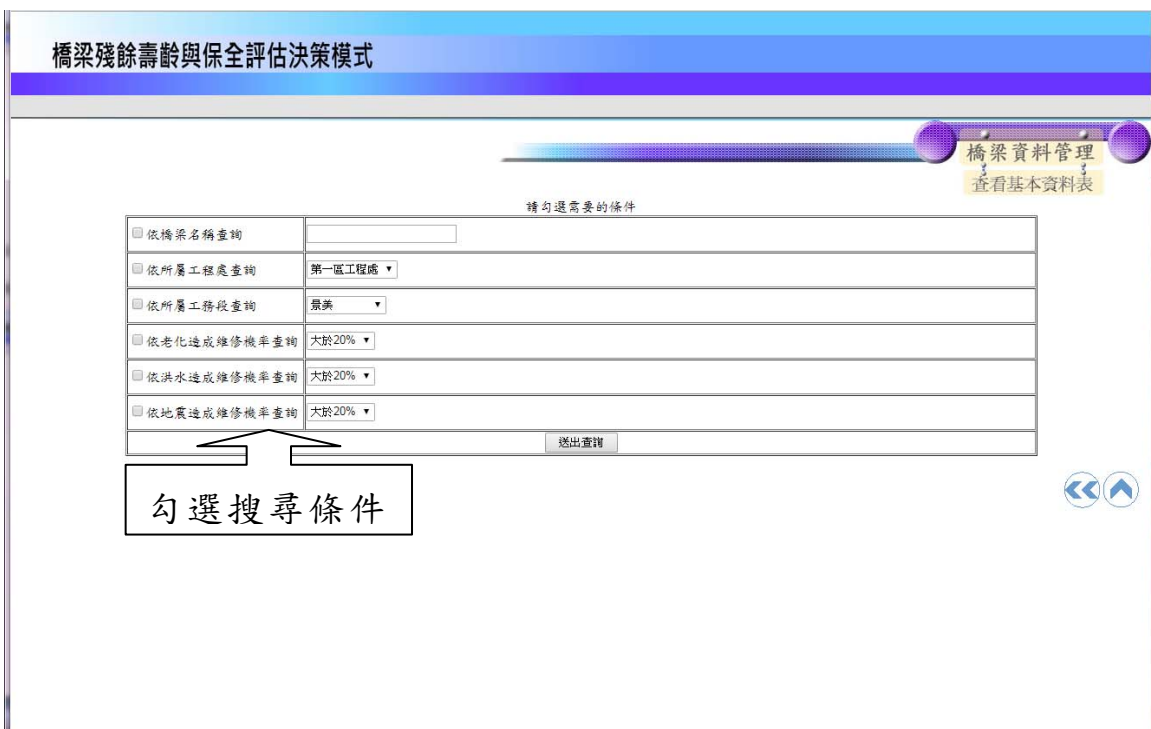 橋梁殘餘壽齡與保全評估決策模式
橋梁資料管理
查看基本資料表
請勾選需要的條件
依橋梁名稱查詢
依所屬工程處查詢 第一區工程處
依所屬工務段查詢 景美
依老化造成維修機率查詢 大於20%
依洪水造成維修機率查詢 大於20%
依地震造成維修機率查詢 大於20%
送出查詢
勾選搜尋條件